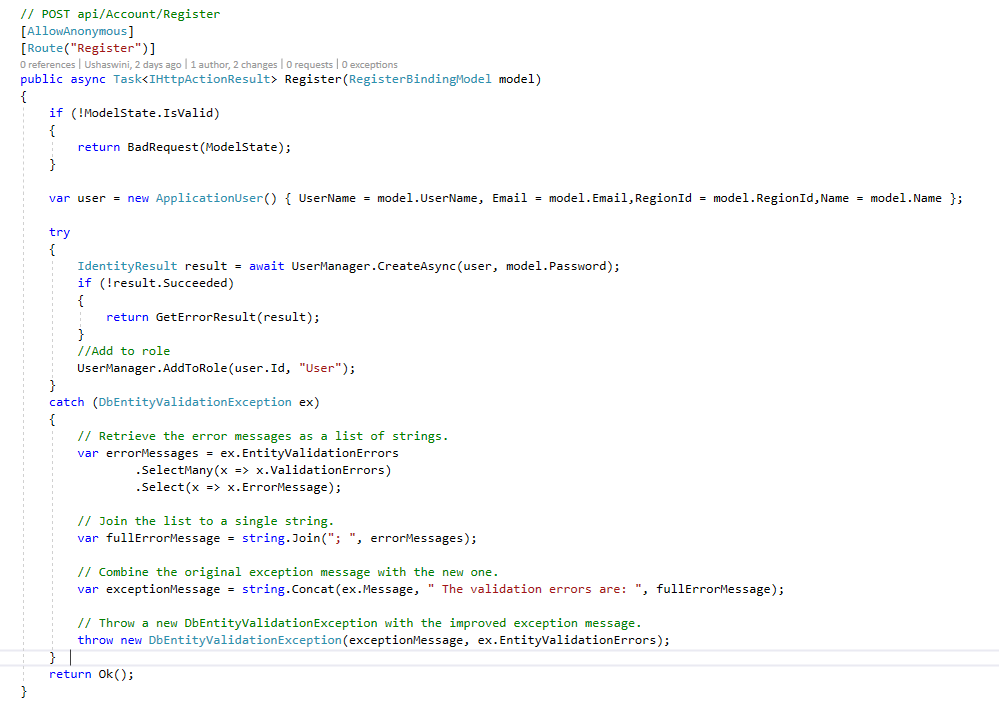 // POST api/Account/Register
[AllowAnonymous]
[Route("Register")]
0 references | Ushaswini, 2 days ago | 1 author, 2 changes | 0 requests | 0 exceptions
public async Task<IHttpActionResult> Register(RegisterBindingModel model)
{
    if (!ModelState.IsValid)
    {
        return BadRequest(ModelState);
    }

    var user = new ApplicationUser() { UserName = model.UserName, Email = model.Email,RegionId = model.RegionId,Name = model.Name };

    try
    {
        IdentityResult result = await UserManager.CreateAsync(user, model.Password);
        if (!result.Succeeded)
        {
            return GetErrorResult(result);
        }
        //Add to role
        UserManager.AddToRole(user.Id, "User");
    }
    catch (DbEntityValidationException ex)
    {
        // Retrieve the error messages as a list of strings.
        var errorMessages = ex.EntityValidationErrors
                .SelectMany(x => x.ValidationErrors)
                .Select(x => x.ErrorMessage);

        // Join the list to a single string.
        var fullErrorMessage = string.Join("; ", errorMessages);

        // Combine the original exception message with the new one.
        var exceptionMessage = string.Concat(ex.Message, " The validation errors are: ", fullErrorMessage);

        // Throw a new DbEntityValidationException with the improved exception message.
        throw new DbEntityValidationException(exceptionMessage, ex.EntityValidationErrors);
    }
    return Ok();
}